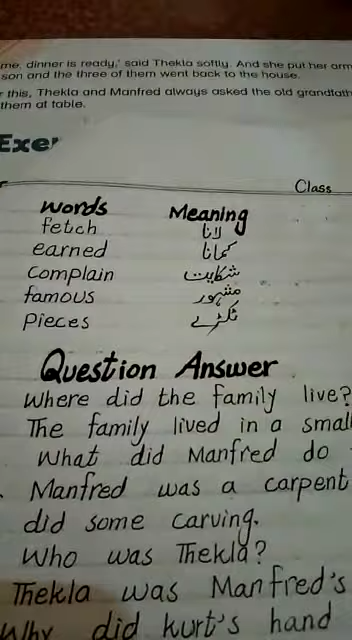 me, dinner is ready,' said Thekla softly. And she put her arm
son and the three of them went back to the house.
r this, Thekla and Manfred always asked the old grandfath
them at table.
Exer
Class
Words Meaning
fetch لانا
earned کمانا
Complain شکایت
famous مشہور
Pieces ٹکڑے
Question Answer
Where did the family live?
The family lived in a small
What did Manfred do
Manfred was a carpent
did some carving.
Who was Thekla?
Thekla was Manfred's
Why did kurt's hand